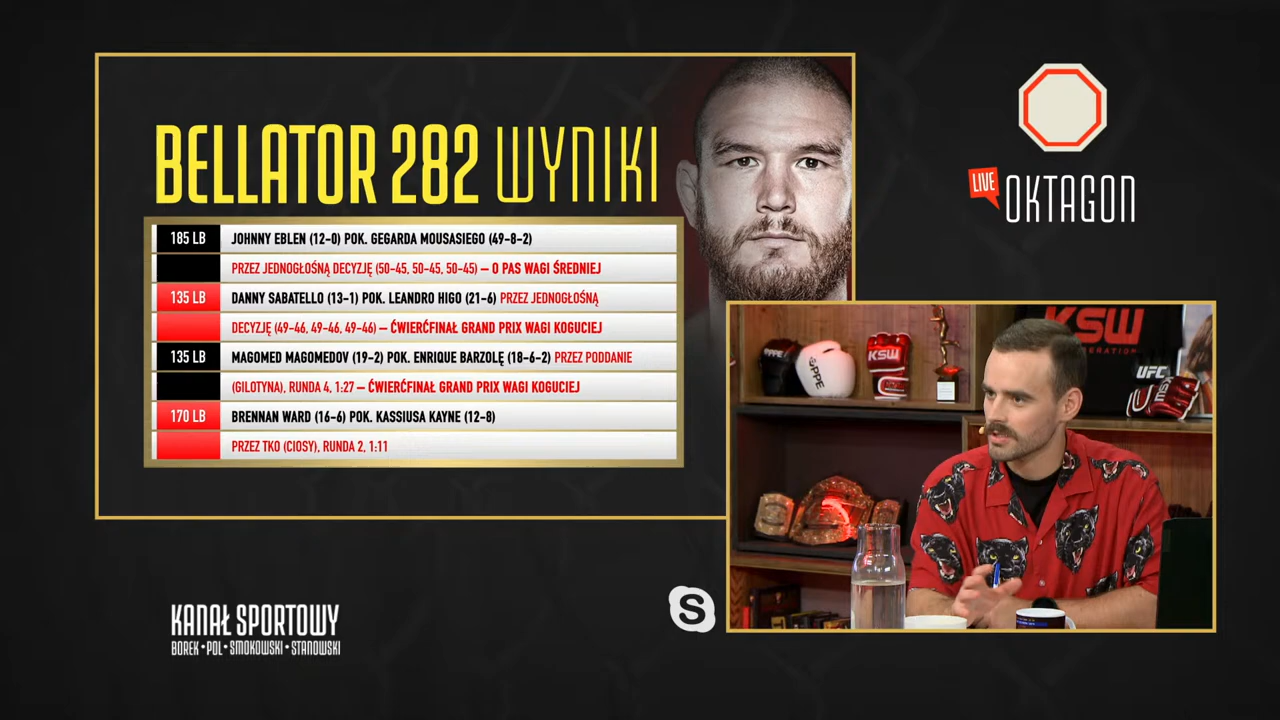 BELLATOR 282 WYNIKI
185 LB JOHNNY EBLEN (12-0) POK. GEGARDA MOUSASIEGO (49-8-2)
PRZEZ JEDNOGŁOŚNĄ DECYZJĘ (50-45, 50-45, 50-45) – O PAS WAGI ŚREDNIEJ
135 LB DANNY SABATELLO (13-1) POK. LEANDRO HIGO (21-6) PRZEZ JEDNOGŁOŚNĄ
DECYZJĘ (49-46, 49-46, 49-46) – ĆWIERĆFINAŁ GRAND PRIX WAGI KOGUCIEJ
135 LB MAGOMED MAGOMEDOV (19-2) POK. ENRIQUE BARZOLĘ (18-6-2) PRZEZ PODDANIE
(GILOTYNA), RUNDA 4, 1:27 – ĆWIERĆFINAŁ GRAND PRIX WAGI KOGUCIEJ
170 LB BRENNAN WARD (16-6) POK. KASSIUSA KAYNE (12-8)
PRZEZ TKO (CIOSY), RUNDA 2, 1:11
LIVE OKTAGON
KSW
KSW
UFC
KANAŁ SPORTOWY
BOREK • POL • SMOKOWSKI • STANOWSKI
S